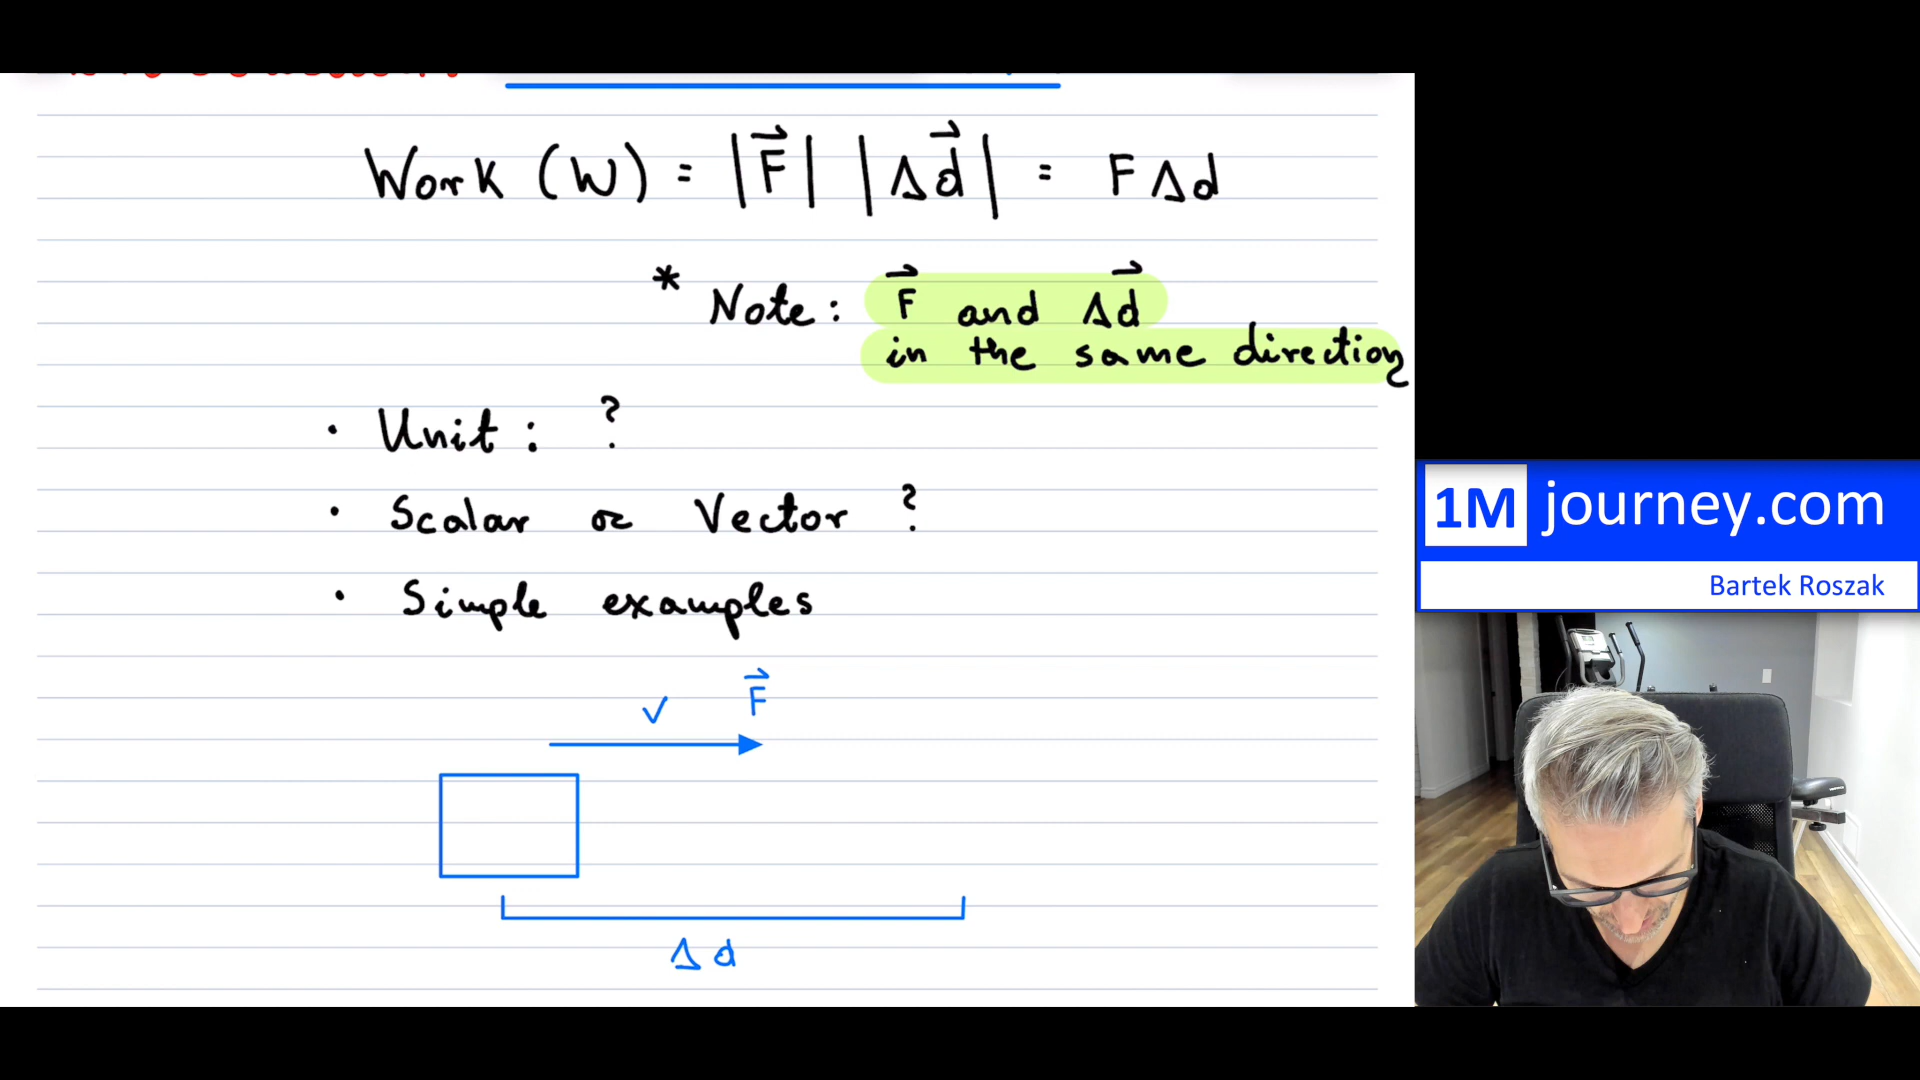 Work (W) = |F⃗| |Δd⃗| = FΔd
* Note: F⃗ and Δd⃗
in the same direction
• Unit: ?
• Scalar or Vector ?
• Simple examples
✓ F⃗
Δd
1M journey.com
Bartek Roszak